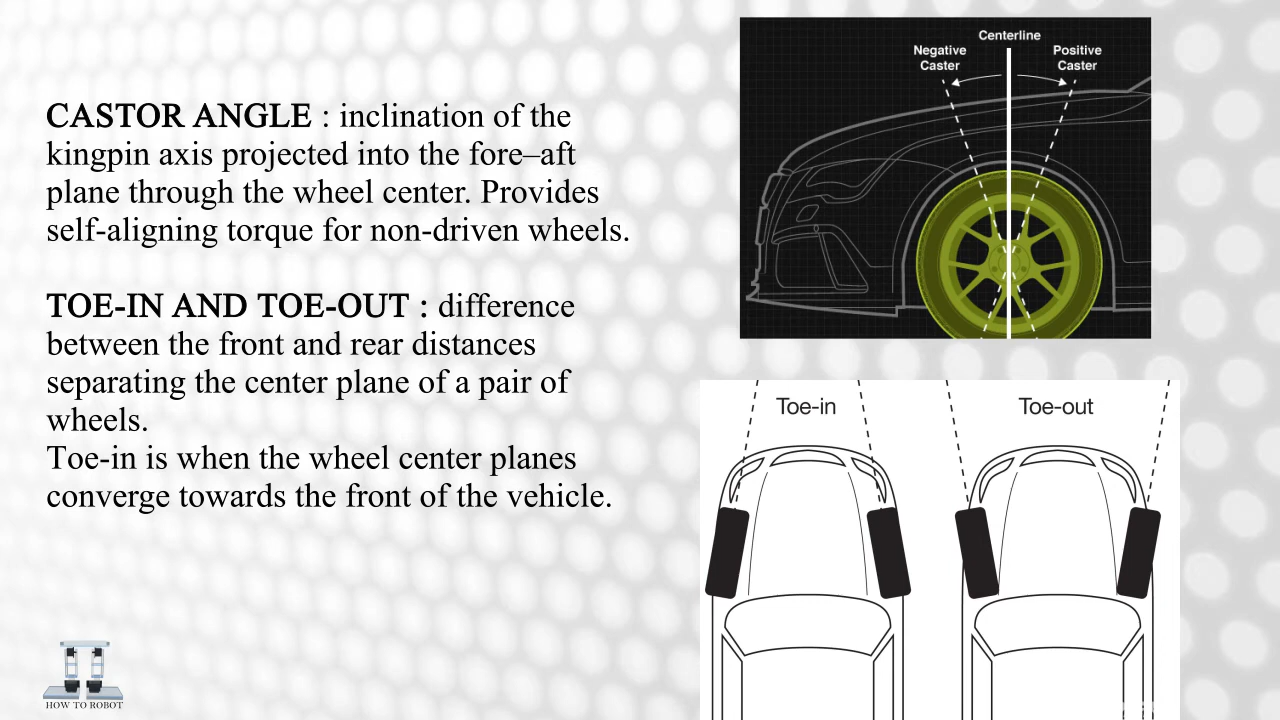 CASTOR ANGLE : inclination of the
kingpin axis projected into the fore–aft
plane through the wheel center. Provides
self-aligning torque for non-driven wheels.
TOE-IN AND TOE-OUT : difference
between the front and rear distances
separating the center plane of a pair of
wheels.
Toe-in is when the wheel center planes
converge towards the front of the vehicle.
Centerline
Negative
Caster
Positive
Caster
Toe-in
Toe-out
HOW TO ROBOT